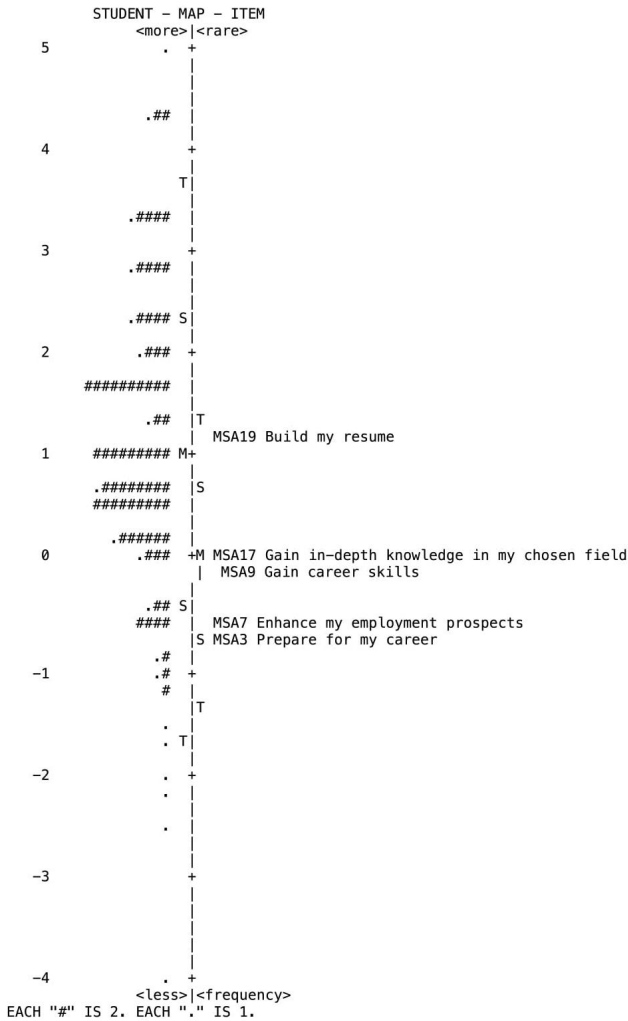 STUDENT - MAP - ITEM
<more>|<rare>
5 . +
|
|
|
.## |
|
4 +
|
T|
|
.#### |
|
3 +
.#### |
|
|
.#### S|
|
2 .### +
|
########## |
|
.## |T
| MSA19 Build my resume
1 ######### M+
|
.######## |S
######### |
|
.###### |
0 .### +M MSA17 Gain in-depth knowledge in my chosen field
| MSA9 Gain career skills
|
.## S|
#### | MSA7 Enhance my employment prospects
|S MSA3 Prepare for my career
.# |
-1 .# +
# |
|T
. |
. T|
|
-2 . +
. |
|
. |
|
|
-3 +
|
|
|
|
|
-4 . +
<less>|<frequency>
EACH "#" IS 2. EACH "." IS 1.